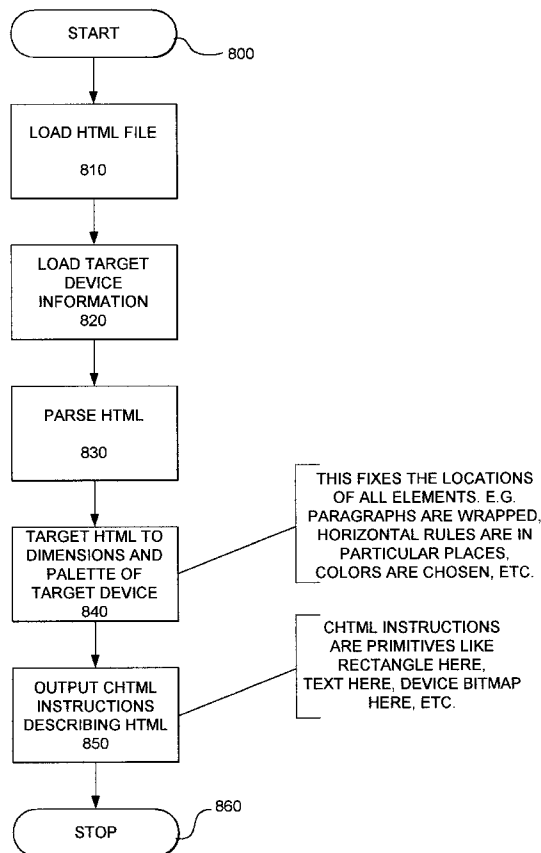 START
800
LOAD HTML FILE
810
LOAD TARGET
DEVICE
INFORMATION
820
PARSE HTML
830
TARGET HTML TO
DIMENSIONS AND
PALETTE OF
TARGET DEVICE
840
THIS FIXES THE LOCATIONS
OF ALL ELEMENTS. E.G.
PARAGRAPHS ARE WRAPPED,
HORIZONTAL RULES ARE IN
PARTICULAR PLACES,
COLORS ARE CHOSEN, ETC.
OUTPUT CHTML
INSTRUCTIONS
DESCRIBING HTML
850
CHTML INSTRUCTIONS
ARE PRIMITIVES LIKE
RECTANGLE HERE,
TEXT HERE, DEVICE BITMAP
HERE, ETC.
860
STOP